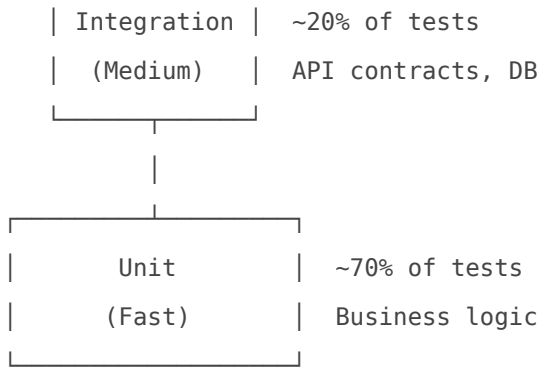 Integration ~20% of tests
(Medium) API contracts, DB
Unit ~70% of tests
(Fast) Business logic